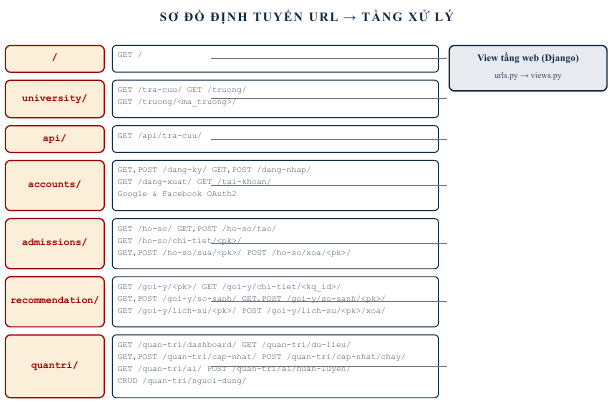 SƠ ĐỒ ĐỊNH TUYẾN URL → TẦNG XỬ LÝ
/
GET /
View tầng web (Django)
urls.py → views.py
university/
GET /tra-cuu/ GET /truong/
GET /truong/<ma_truong>/
api/
GET /api/tra-cuu/
accounts/
GET,POST /dang-ky/ GET,POST /dang-nhap/
GET /dang-xuat/ GET /tai-khoan/
Google & Facebook OAuth2
admissions/
GET /ho-so/ GET,POST /ho-so/tao/
GET /ho-so/chi-tiet/<pk>/
GET,POST /ho-so/sua/<pk>/ POST /ho-so/xoa/<pk>/
recommendation/
GET /goi-y/<pk>/ GET /goi-y/chi-tiet/<kq_id>/
GET,POST /goi-y/so-sanh/ GET,POST /goi-y/so-sanh/<pk>/
GET /goi-y/lich-su/<pk>/ POST /goi-y/lich-su/<pk>/xoa/
quantri/
GET /quan-tri/dashboard/ GET /quan-tri/du-lieu/
GET,POST /quan-tri/cap-nhat/ POST /quan-tri/cap-nhat/chay/
GET /quan-tri/ai/ POST /quan-tri/ai/huan-luyen/
CRUD /quan-tri/nguoi-dung/